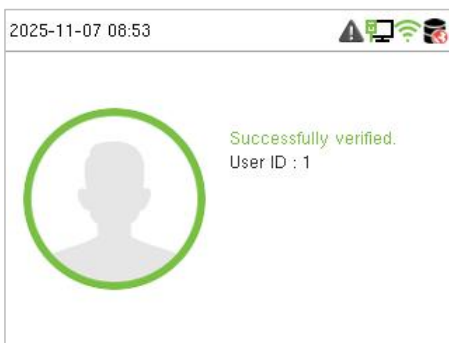 2025-11-07 08:53
Successfully verified.
User ID : 1